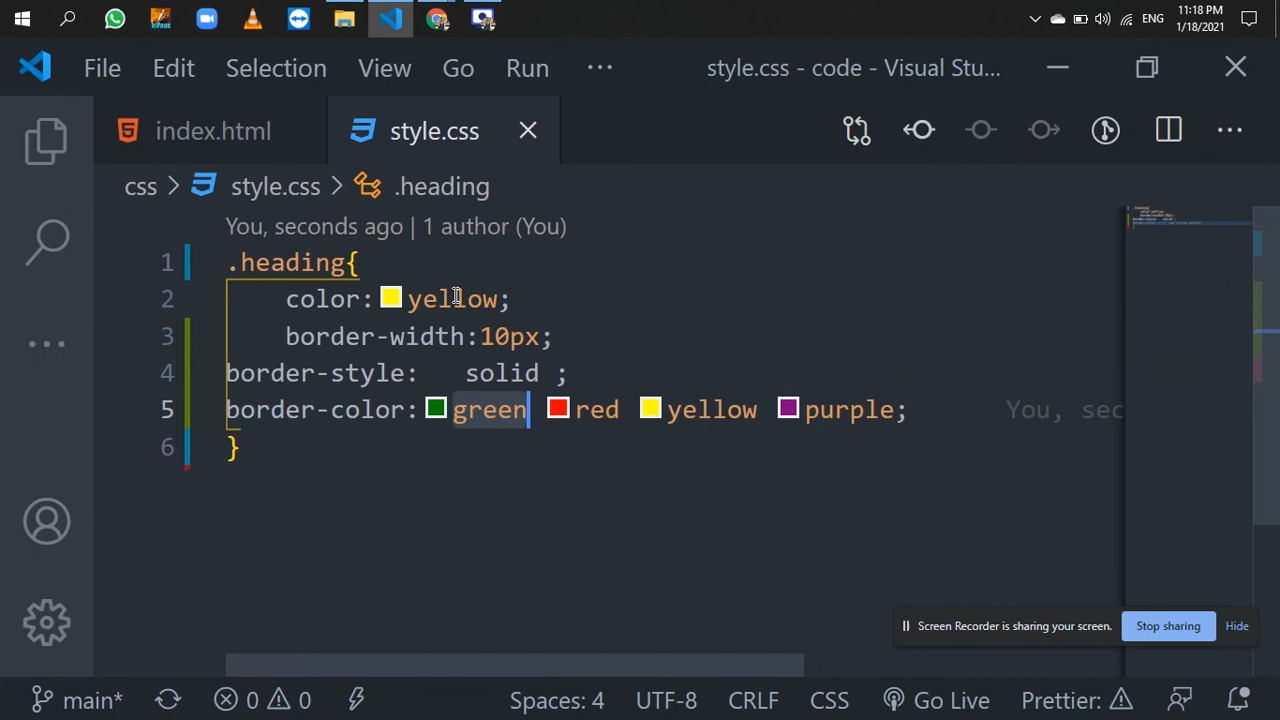 ENG
11:18 PM
1/18/2021
File Edit Selection View Go Run ···
style.css - code - Visual Stu...
index.html
style.css
css > style.css > .heading
You, seconds ago | 1 author (You)
1 .heading{
2 color: yellow;
3 border-width:10px;
4 border-style: solid ;
5 border-color: green red yellow purple; You, sec
6 }
Screen Recorder is sharing your screen. Stop sharing Hide
main* 0 0 Spaces: 4 UTF-8 CRLF CSS Go Live Prettier: